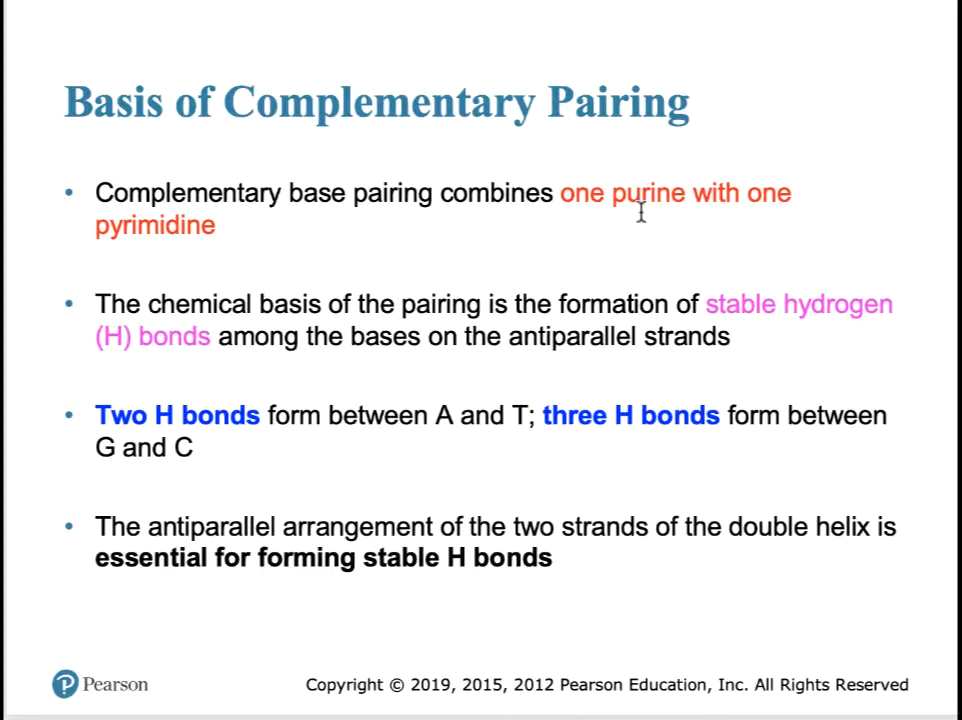 Basis of Complementary Pairing
• Complementary base pairing combines one purine with one
pyrimidine
• The chemical basis of the pairing is the formation of stable hydrogen
(H) bonds among the bases on the antiparallel strands
• Two H bonds form between A and T; three H bonds form between
G and C
• The antiparallel arrangement of the two strands of the double helix is
essential for forming stable H bonds
P Pearson
Copyright © 2019, 2015, 2012 Pearson Education, Inc. All Rights Reserved